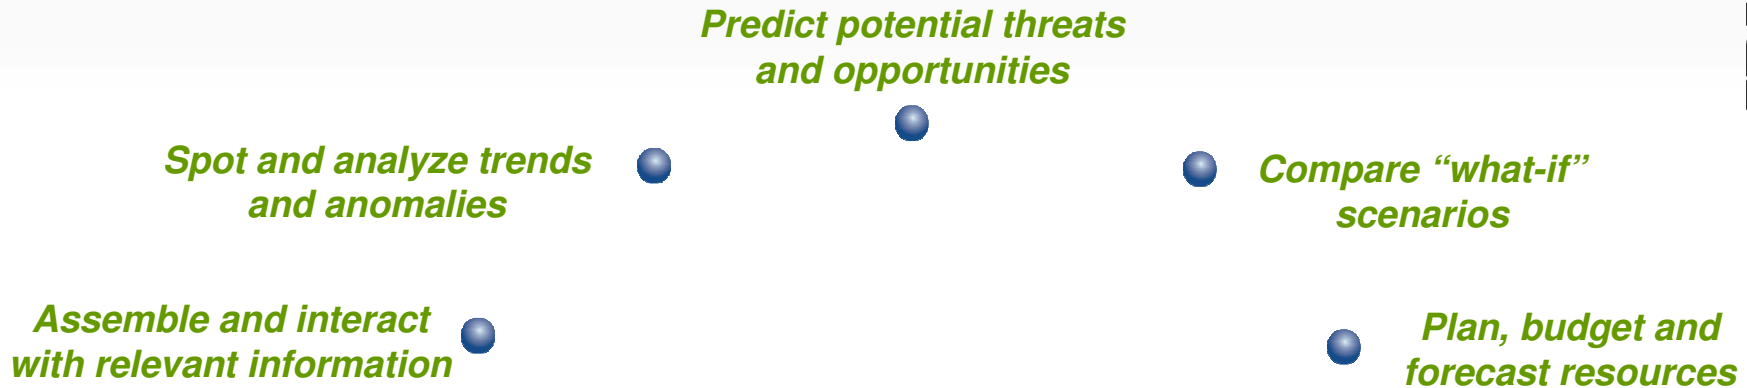 Predict potential threats
and opportunities
Spot and analyze trends
and anomalies
Compare “what-if”
scenarios
Assemble and interact
with relevant information
Plan, budget and
forecast resources